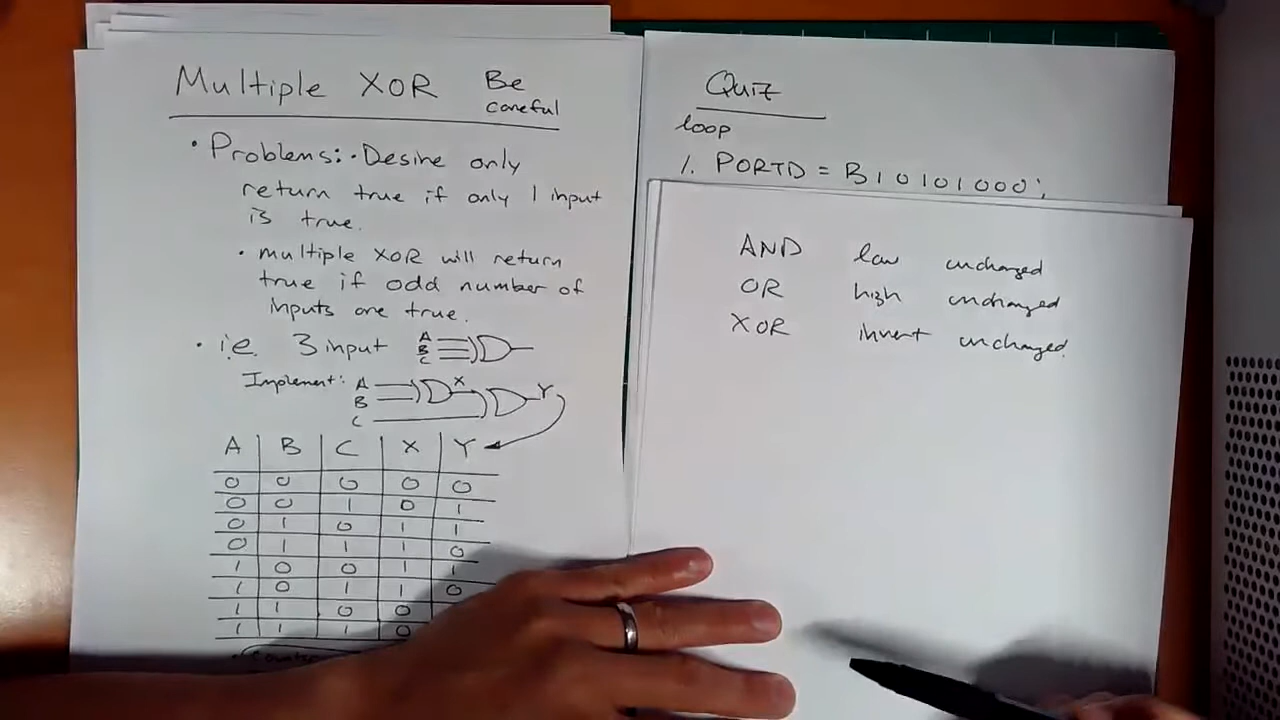 Multiple XOR Be
careful
• Problems: • Desire only
return true if only 1 input
is true.
• multiple XOR will return
true if odd number of
inputs are true.
• i.e. 3 input A
B
C
Implement: A X Y
B
C
A B C X Y
0 0 0 0 0
0 0 1 0 1
0 1 0 1 1
0 1 1 1 0
1 0 0 1 1
1 0 1 1 0
1 1 0 0
1 1 1 0
Quiz
loop
1. PORTD = B10101000;
AND low unchanged
OR high unchanged
XOR invert unchanged